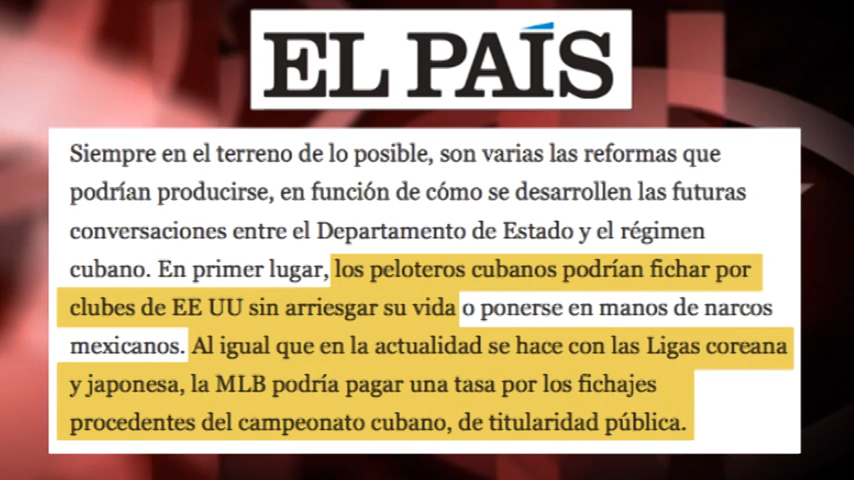 EL PAÍS
Siempre en el terreno de lo posible, son varias las reformas que
podrían producirse, en función de cómo se desarrollen las futuras
conversaciones entre el Departamento de Estado y el régimen
cubano. En primer lugar, los peloteros cubanos podrían fichar por
clubes de EE UU sin arriesgar su vida o ponerse en manos de narcos
mexicanos. Al igual que en la actualidad se hace con las Ligas coreana
y japonesa, la MLB podría pagar una tasa por los fichajes
procedentes del campeonato cubano, de titularidad pública.